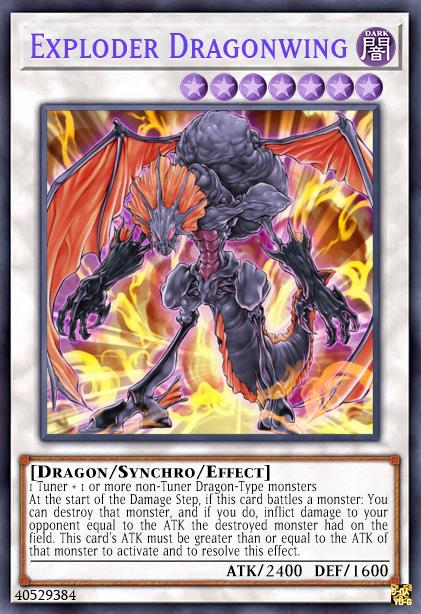 EXPLODER DRAGONWING
DARK
闇
[DRAGON/SYNCHRO/EFFECT]
1 Tuner + 1 or more non-Tuner Dragon-Type monsters
At the start of the Damage Step, if this card battles a monster: You
can destroy that monster, and if you do, inflict damage to your
opponent equal to the ATK the destroyed monster had on the
field. This card's ATK must be greater than or equal to the ATK of
that monster to activate and to resolve this effect.
ATK/2400 DEF/1600
40529384